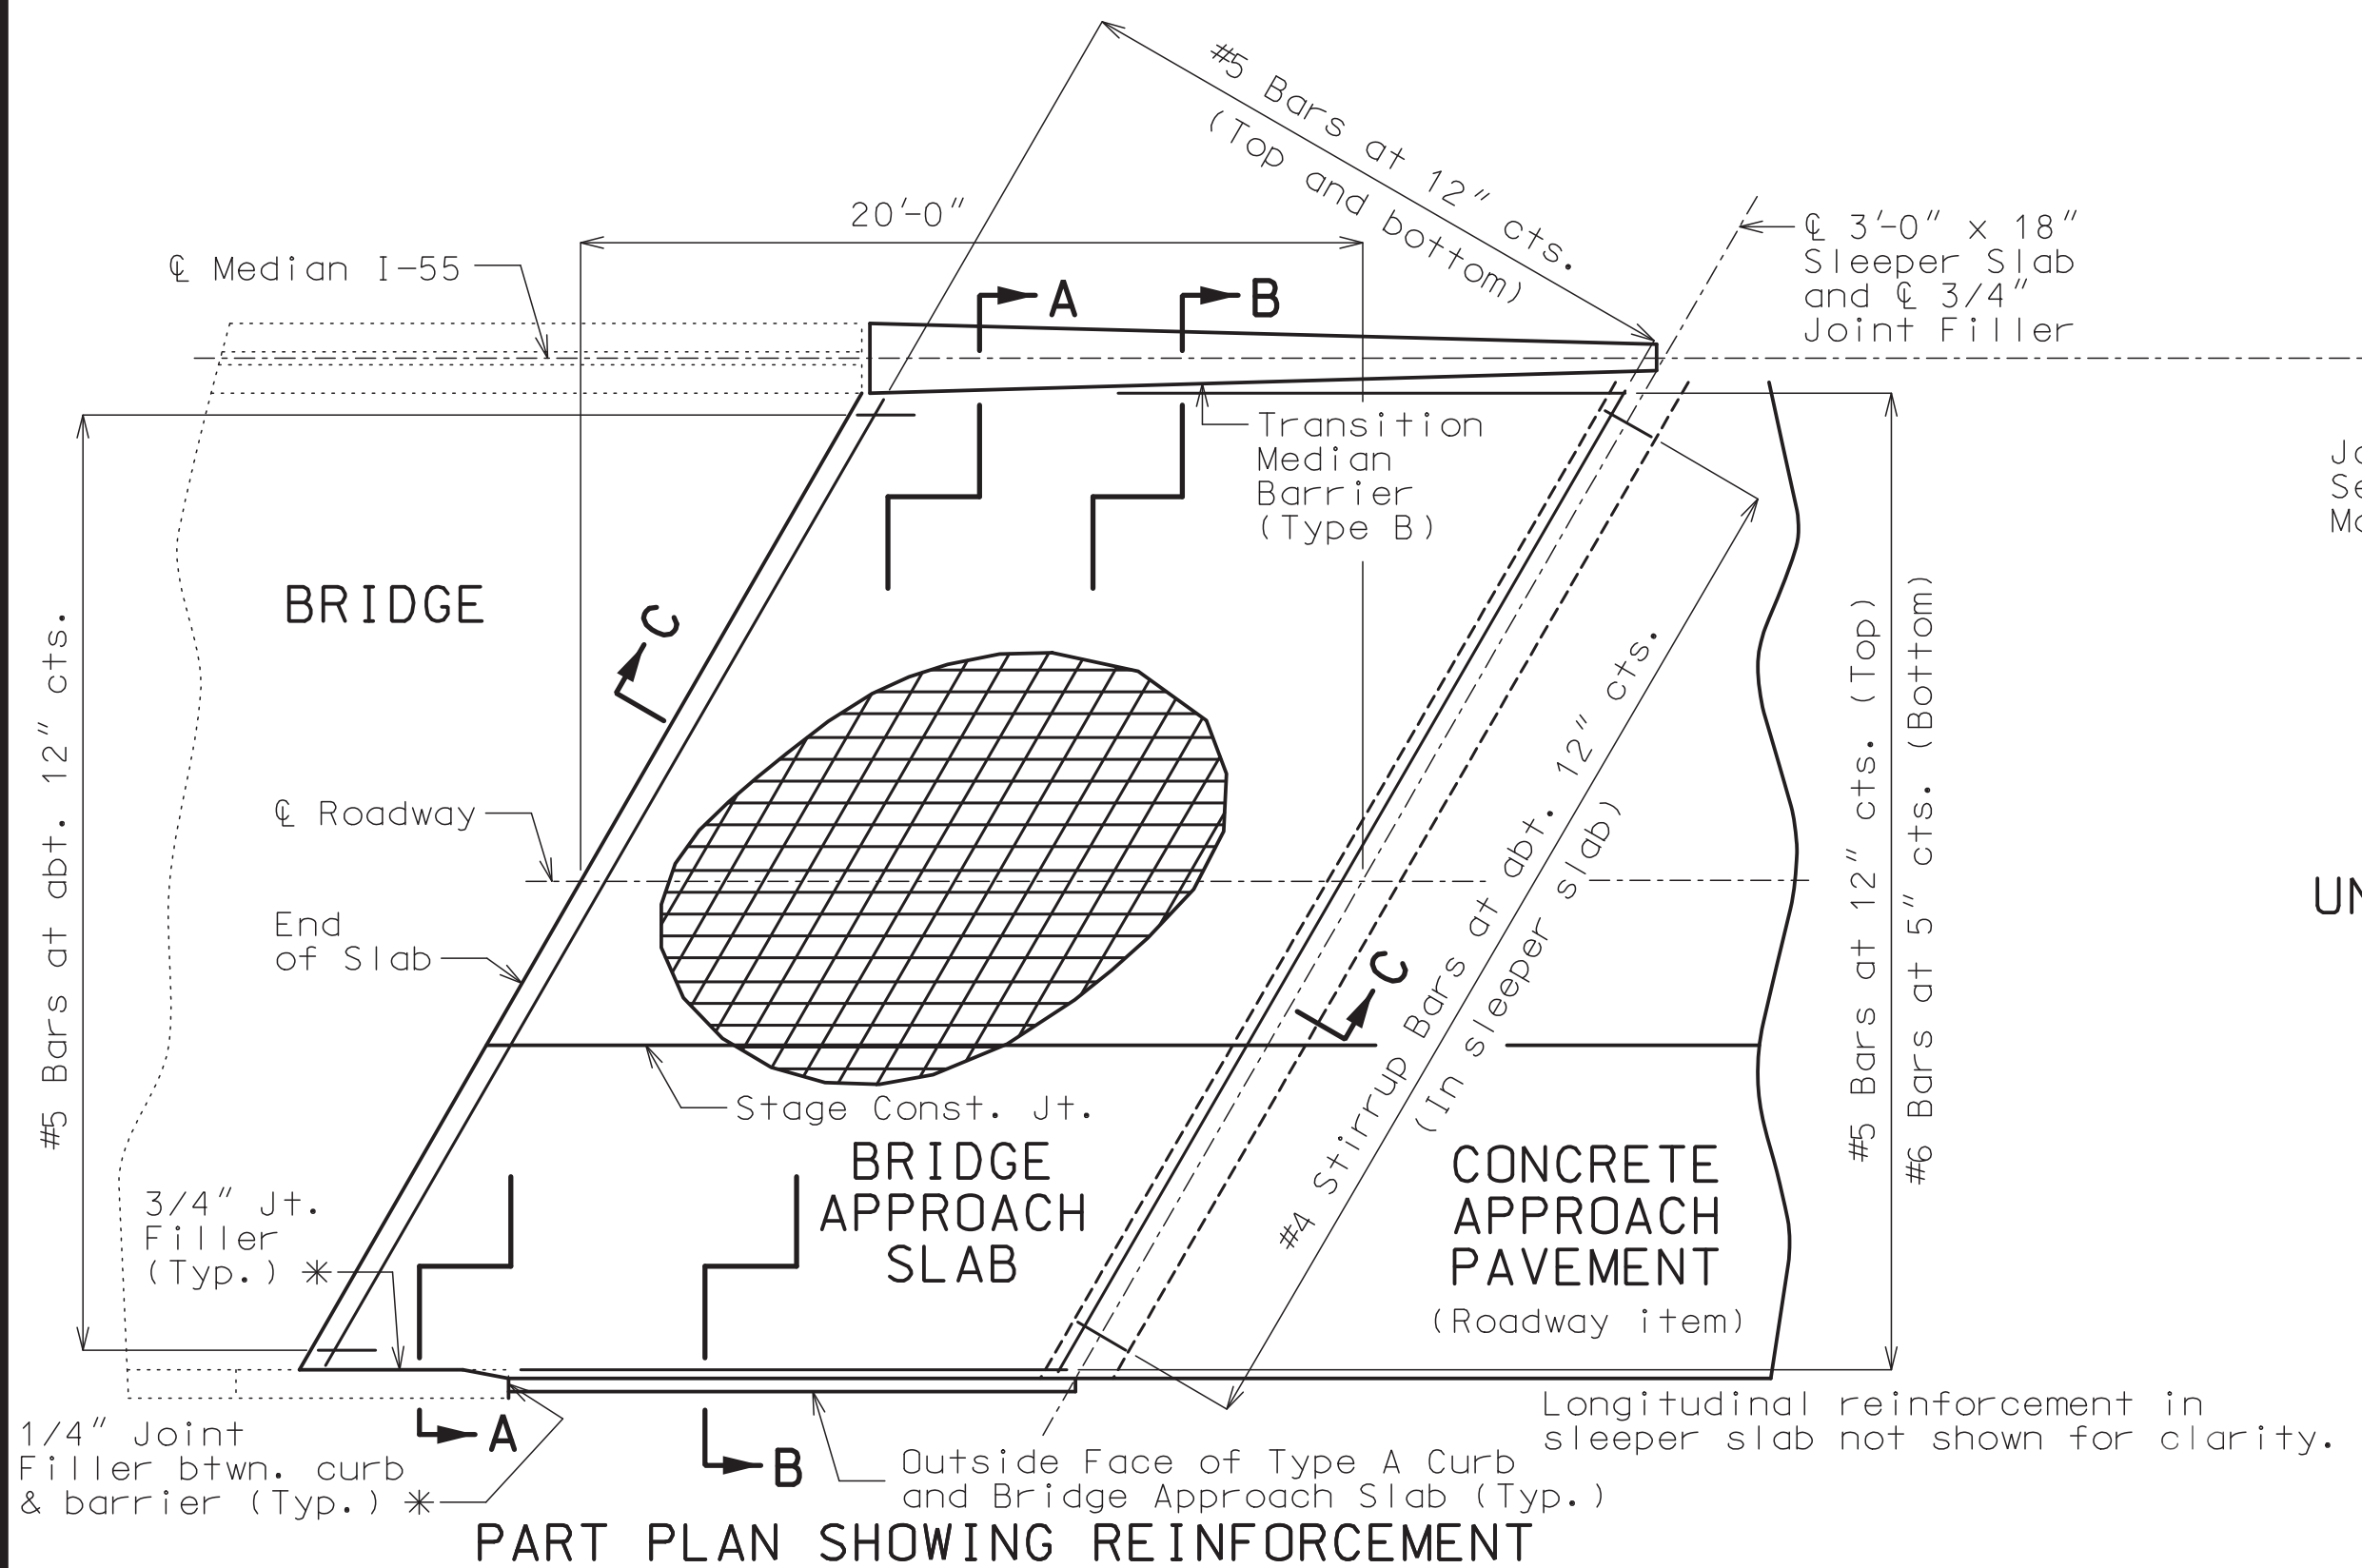 #5 Bars at 12" cts.
(Top and bottom)
20'-0"
℄ Median I-55
A
B
℄ 3'-0" x 18"
Sleeper Slab
and ℄ 3/4"
Joint Filler
Transition
Median
Barrier
(Type B)
BRIDGE
C
#5 Bars at abt. 12" cts.
℄ Roadway
End
of Slab
#4 Stirrup Bars at abt. 12" cts.
(In sleeper slab)
C
#5 Bars at 12" cts. (Top)
#6 Bars at 5" cts. (Bottom)
Stage Const. Jt.
BRIDGE
APPROACH
SLAB
CONCRETE
APPROACH
PAVEMENT
(Roadway item)
3/4" Jt.
Filler
(Typ.) *
1/4" Joint
Filler btwn. curb
& barrier (Typ.) *
A
B
Outside Face of Type A Curb
and Bridge Approach Slab (Typ.)
Longitudinal reinforcement in
sleeper slab not shown for clarity.
PART PLAN SHOWING REINFORCEMENT